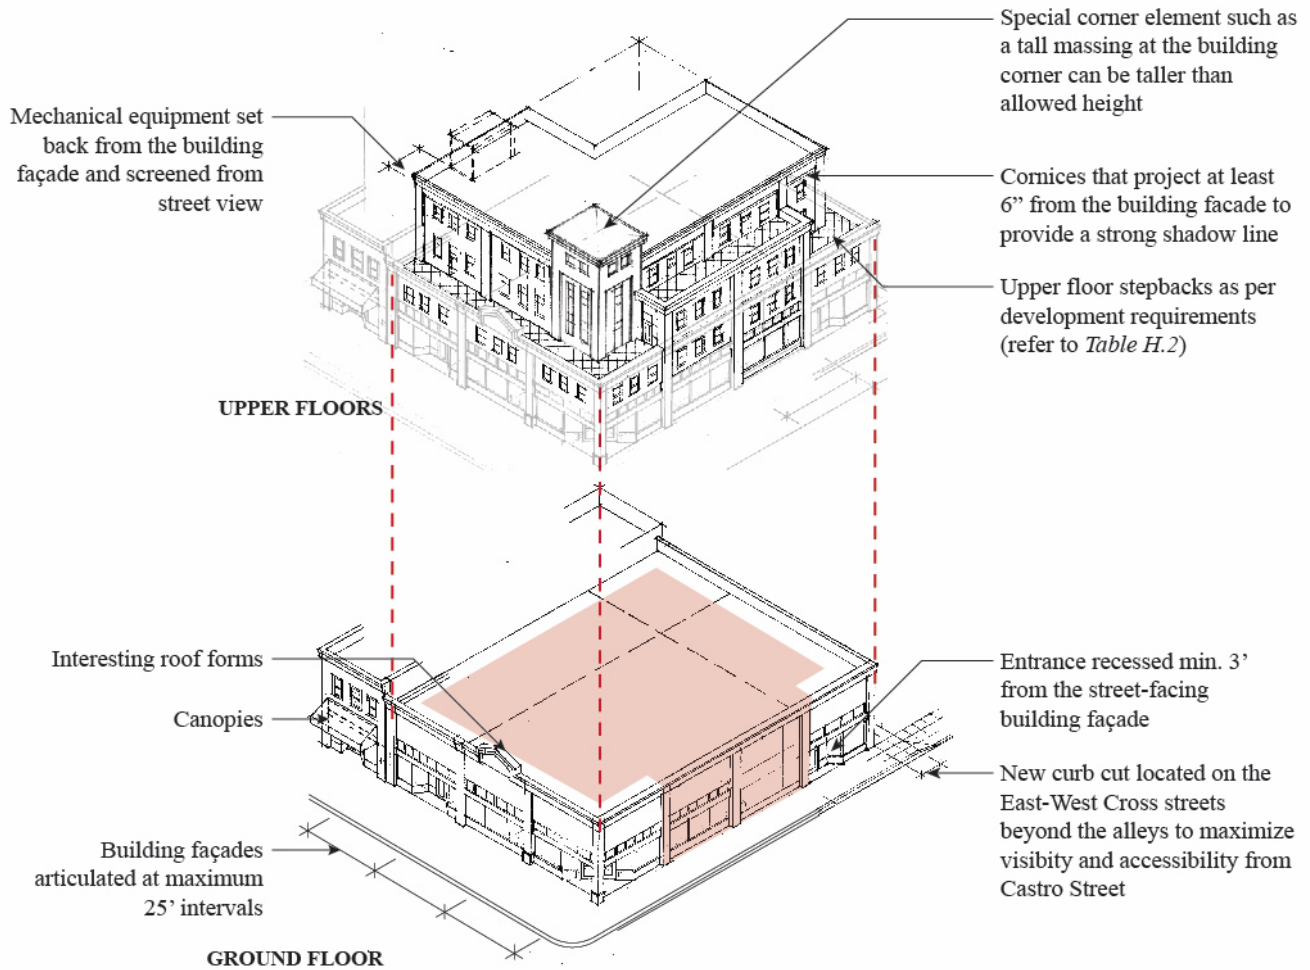 Special corner element such as
a tall massing at the building
corner can be taller than
allowed height
Mechanical equipment set
back from the building
façade and screened from
street view
Cornices that project at least
6” from the building facade to
provide a strong shadow line
Upper floor stepbacks as per
development requirements
(refer to Table H.2)
UPPER FLOORS
Interesting roof forms
Canopies
Building façades
articulated at maximum
25’ intervals
Entrance recessed min. 3’
from the street-facing
building façade
New curb cut located on the
East-West Cross streets
beyond the alleys to maximize
visibity and accessibility from
Castro Street
GROUND FLOOR